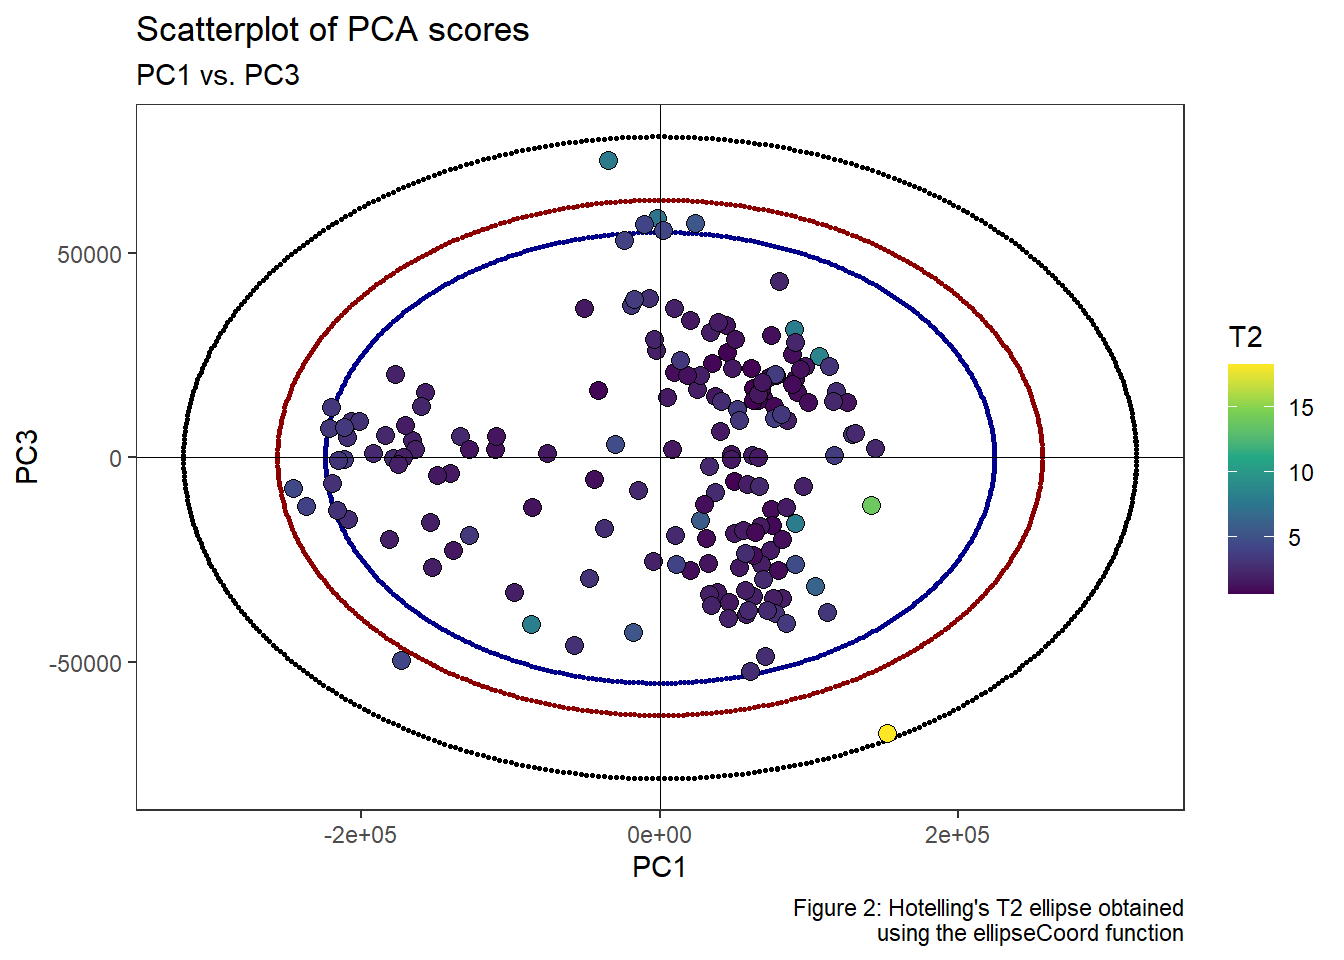 Scatterplot of PCA scores
PC1 vs. PC3
PC3
50000
0
-50000
-2e+05
0e+00
2e+05
PC1
T2
15
10
5
Figure 2: Hotelling's T2 ellipse obtained
using the ellipseCoord function